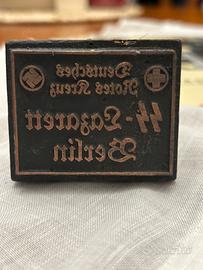 Deutsches
Rotes Kreuz
SS-Lazarett
Berlin